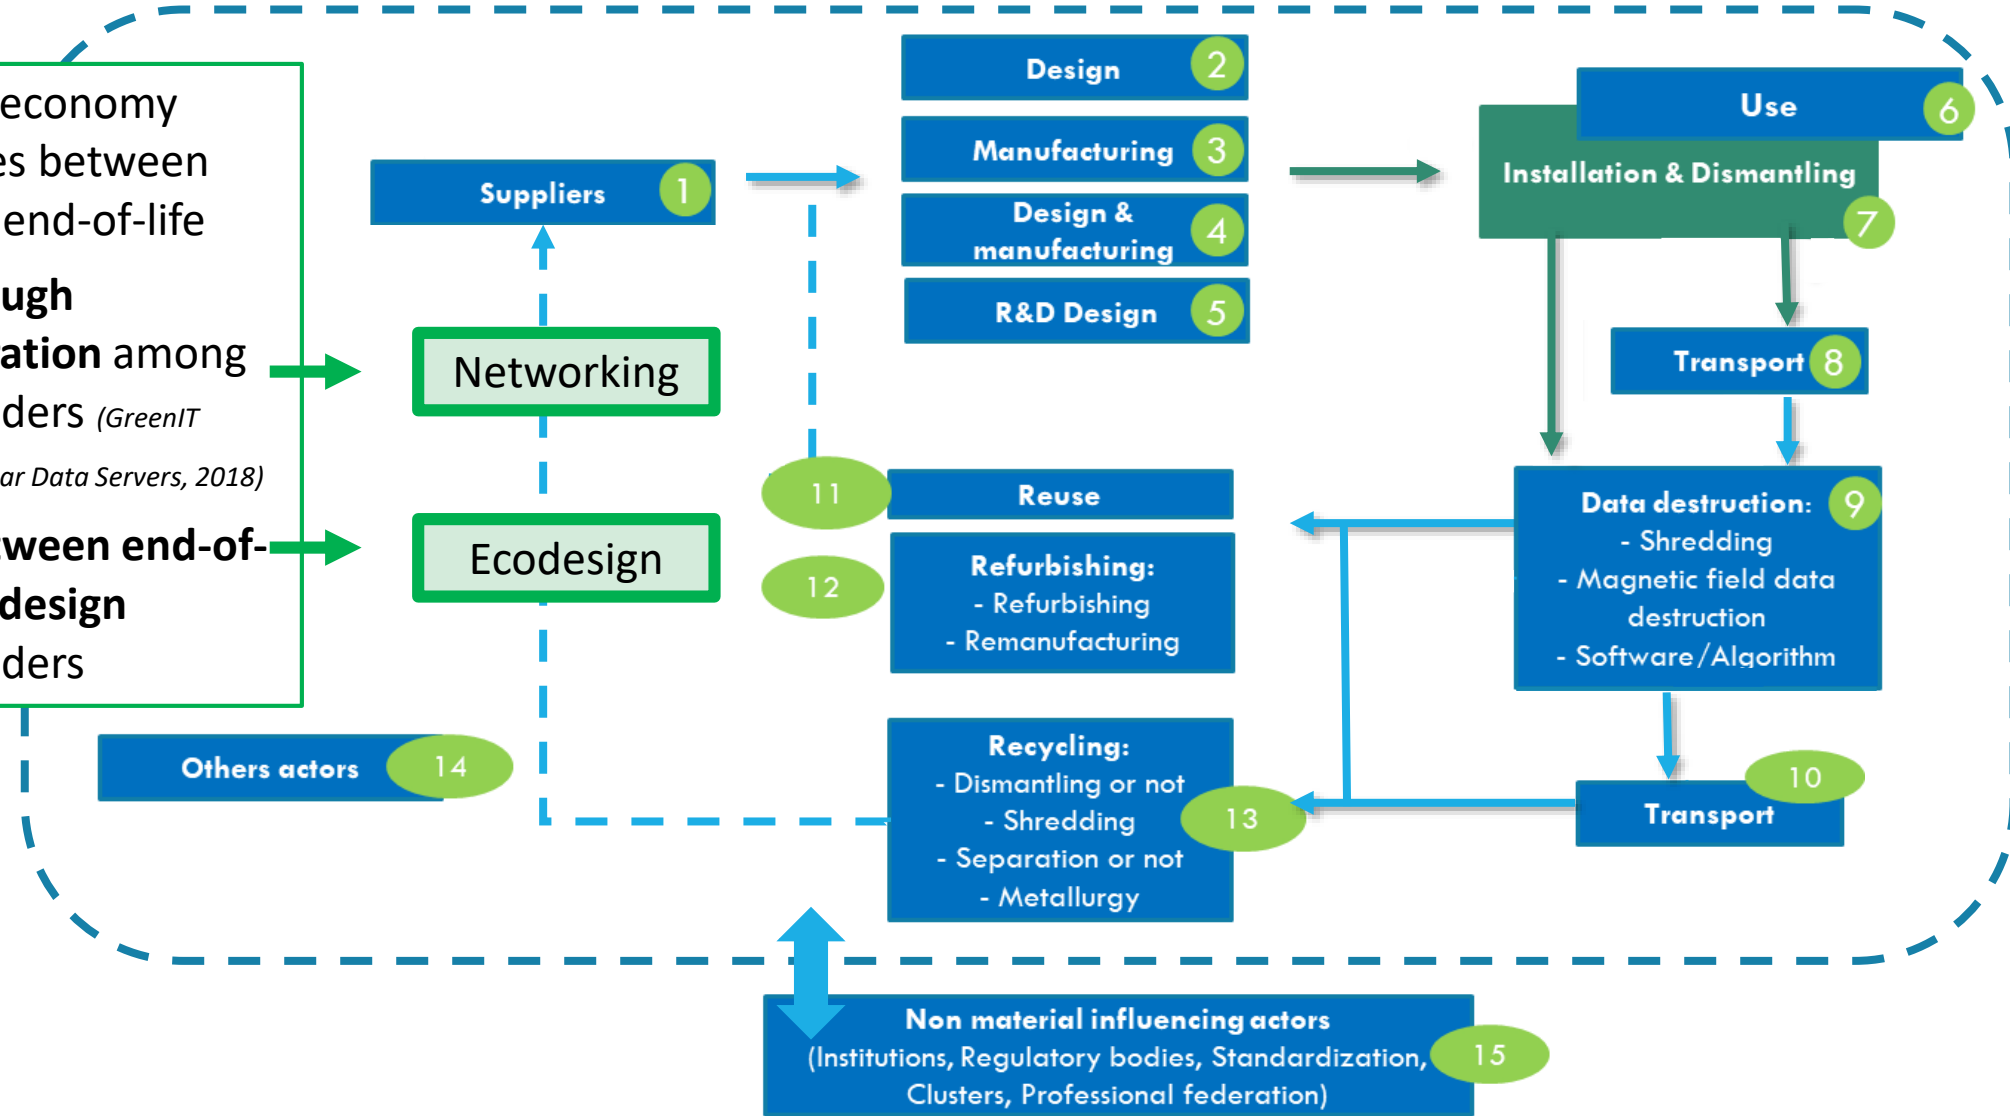 economy
es between
end-of-life
ugh
ration among
ders (GreenIT
ar Data Servers, 2018)
tween end-of-
design
ders
Suppliers 1
Networking
Ecodesign
Design 2
Manufacturing 3
Design &
manufacturing 4
R&D Design 5
Use 6
Installation & Dismantling
7
Transport 8
Data destruction: 9
- Shredding
- Magnetic field data
destruction
- Software/Algorithm
Transport 10
11 Reuse
12 Refurbishing:
- Refurbishing
- Remanufacturing
Recycling:
- Dismantling or not
- Shredding 13
- Separation or not
- Metallurgy
Others actors 14
Non material influencing actors
(Institutions, Regulatory bodies, Standardization, 15
Clusters, Professional federation)